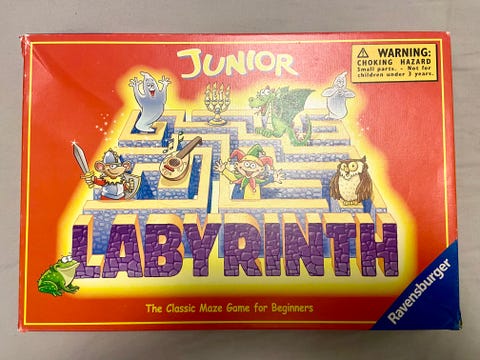 JUNIOR
WARNING:
CHOKING HAZARD
Small parts. - Not for
children under 3 years.
LABYRINTH
The Classic Maze Game for Beginners
Ravensburger